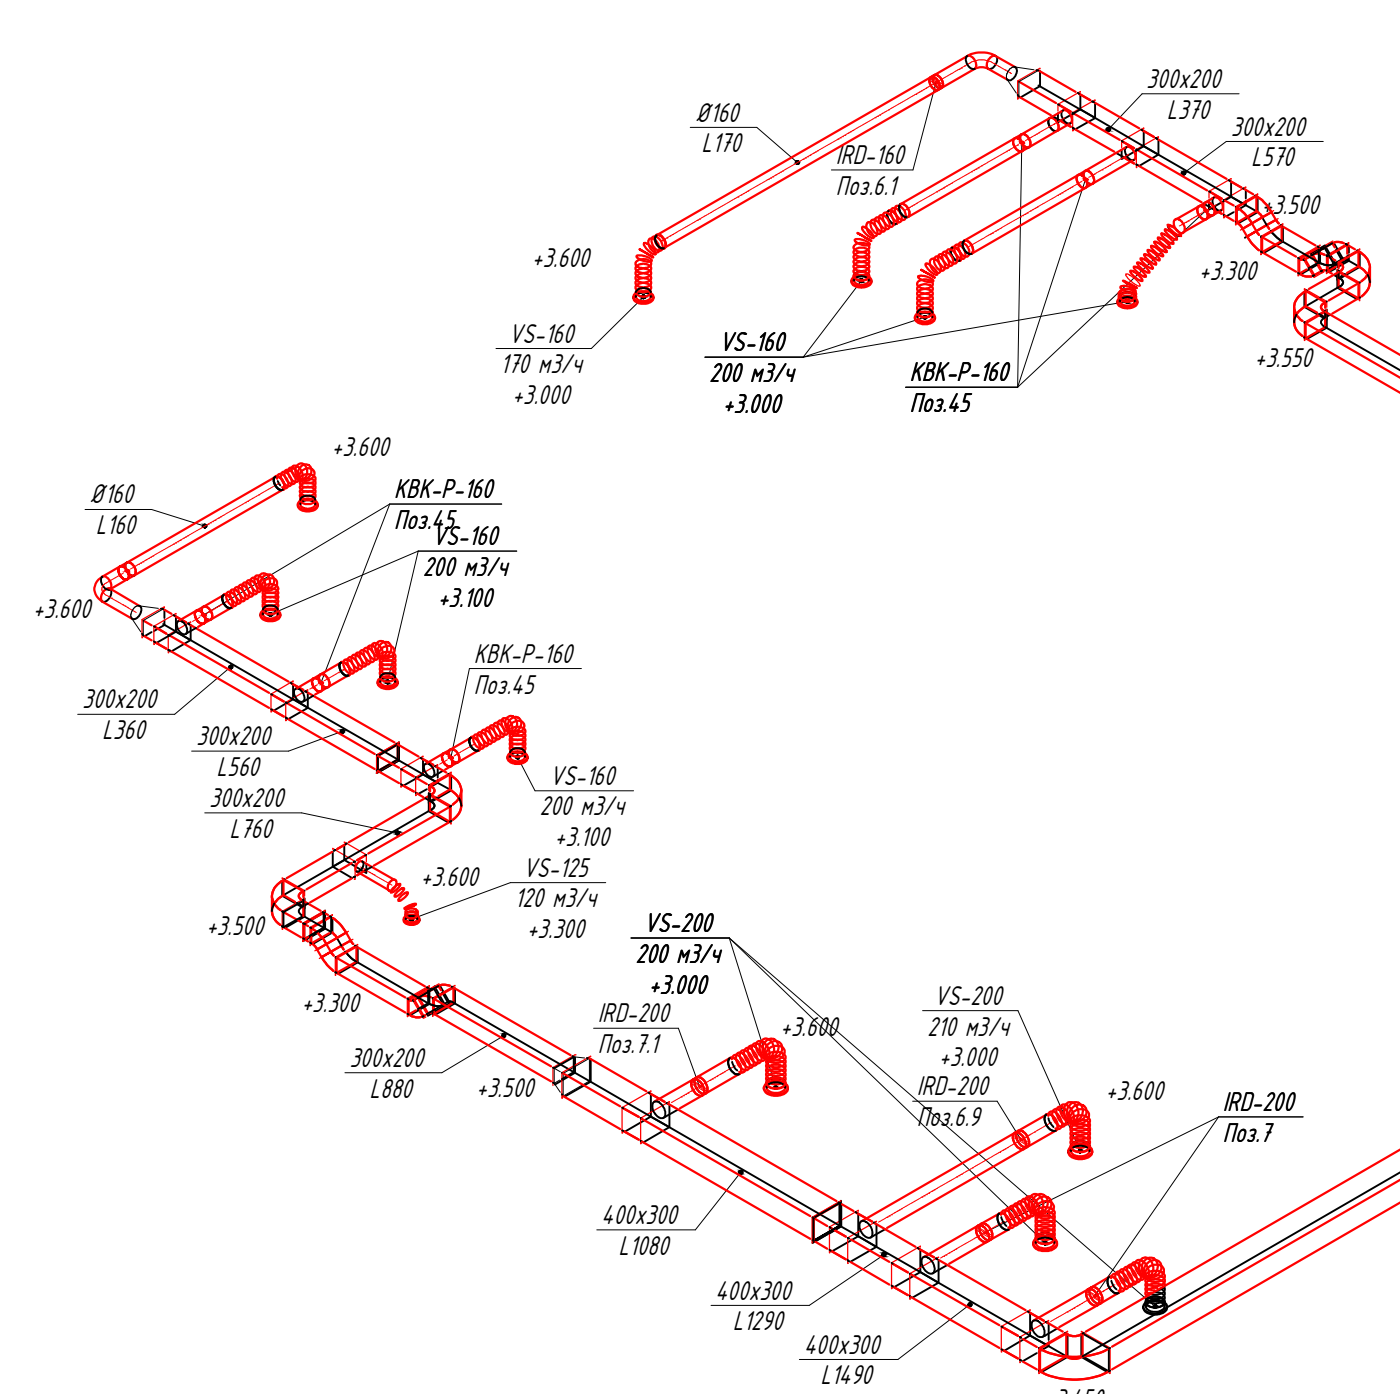 300x200
L370
Ø160
L170
300x200
L570
IRD-160
Поз.6.1
+3.500
+3.600
+3.300
VS-160
170 м3/ч
+3.000
VS-160
200 м3/ч
+3.000
KBK-P-160
Поз.45
+3.550
+3.600
Ø160
L160
KBK-P-160
Поз.45
VS-160
200 м3/ч
+3.100
+3.600
KBK-P-160
Поз.45
300x200
L360
300x200
L560
300x200
L760
VS-160
200 м3/ч
+3.100
+3.600
VS-125
120 м3/ч
+3.300
+3.500
VS-200
200 м3/ч
+3.000
+3.300
IRD-200
Поз.7.1
+3.600
VS-200
210 м3/ч
+3.000
300x200
L880
+3.500
IRD-200
Поз.6.9
+3.600
IRD-200
Поз.7
400x300
L1080
400x300
L1290
400x300
L1490